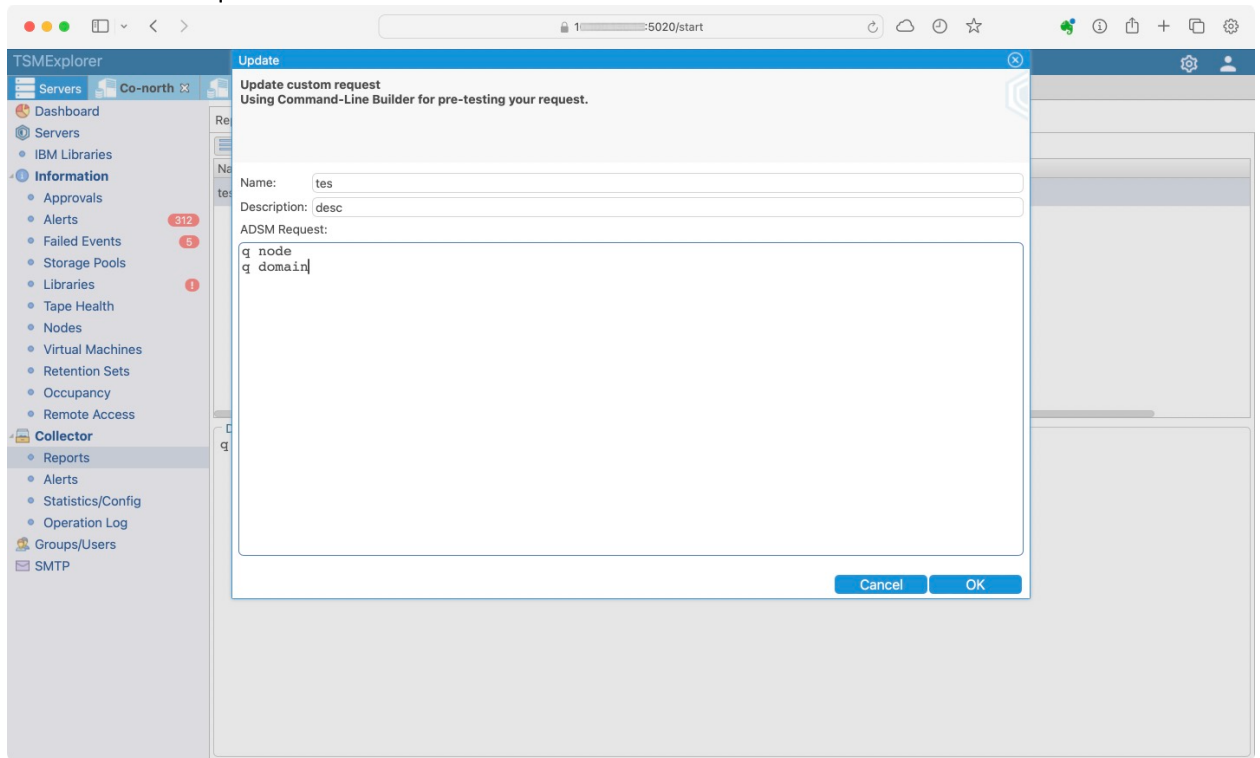 1 :5020/start
TSMExplorer
Servers
Co-north
Dashboard
Servers
IBM Libraries
Information
Approvals
Alerts 312
Failed Events 5
Storage Pools
Libraries !
Tape Health
Nodes
Virtual Machines
Retention Sets
Occupancy
Remote Access
Collector
Reports
Alerts
Statistics/Config
Operation Log
Groups/Users
SMTP
Update
Update custom request
Using Command-Line Builder for pre-testing your request.
Name: tes
Description: desc
ADSM Request:
q node
q domain
Cancel OK